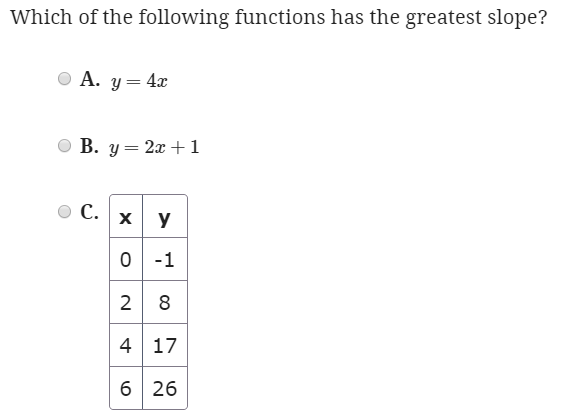 Which of the following functions has the greatest slope?
A. y = 4x
B. y = 2x + 1
C. x y
0 -1
2 8
4 17
6 26